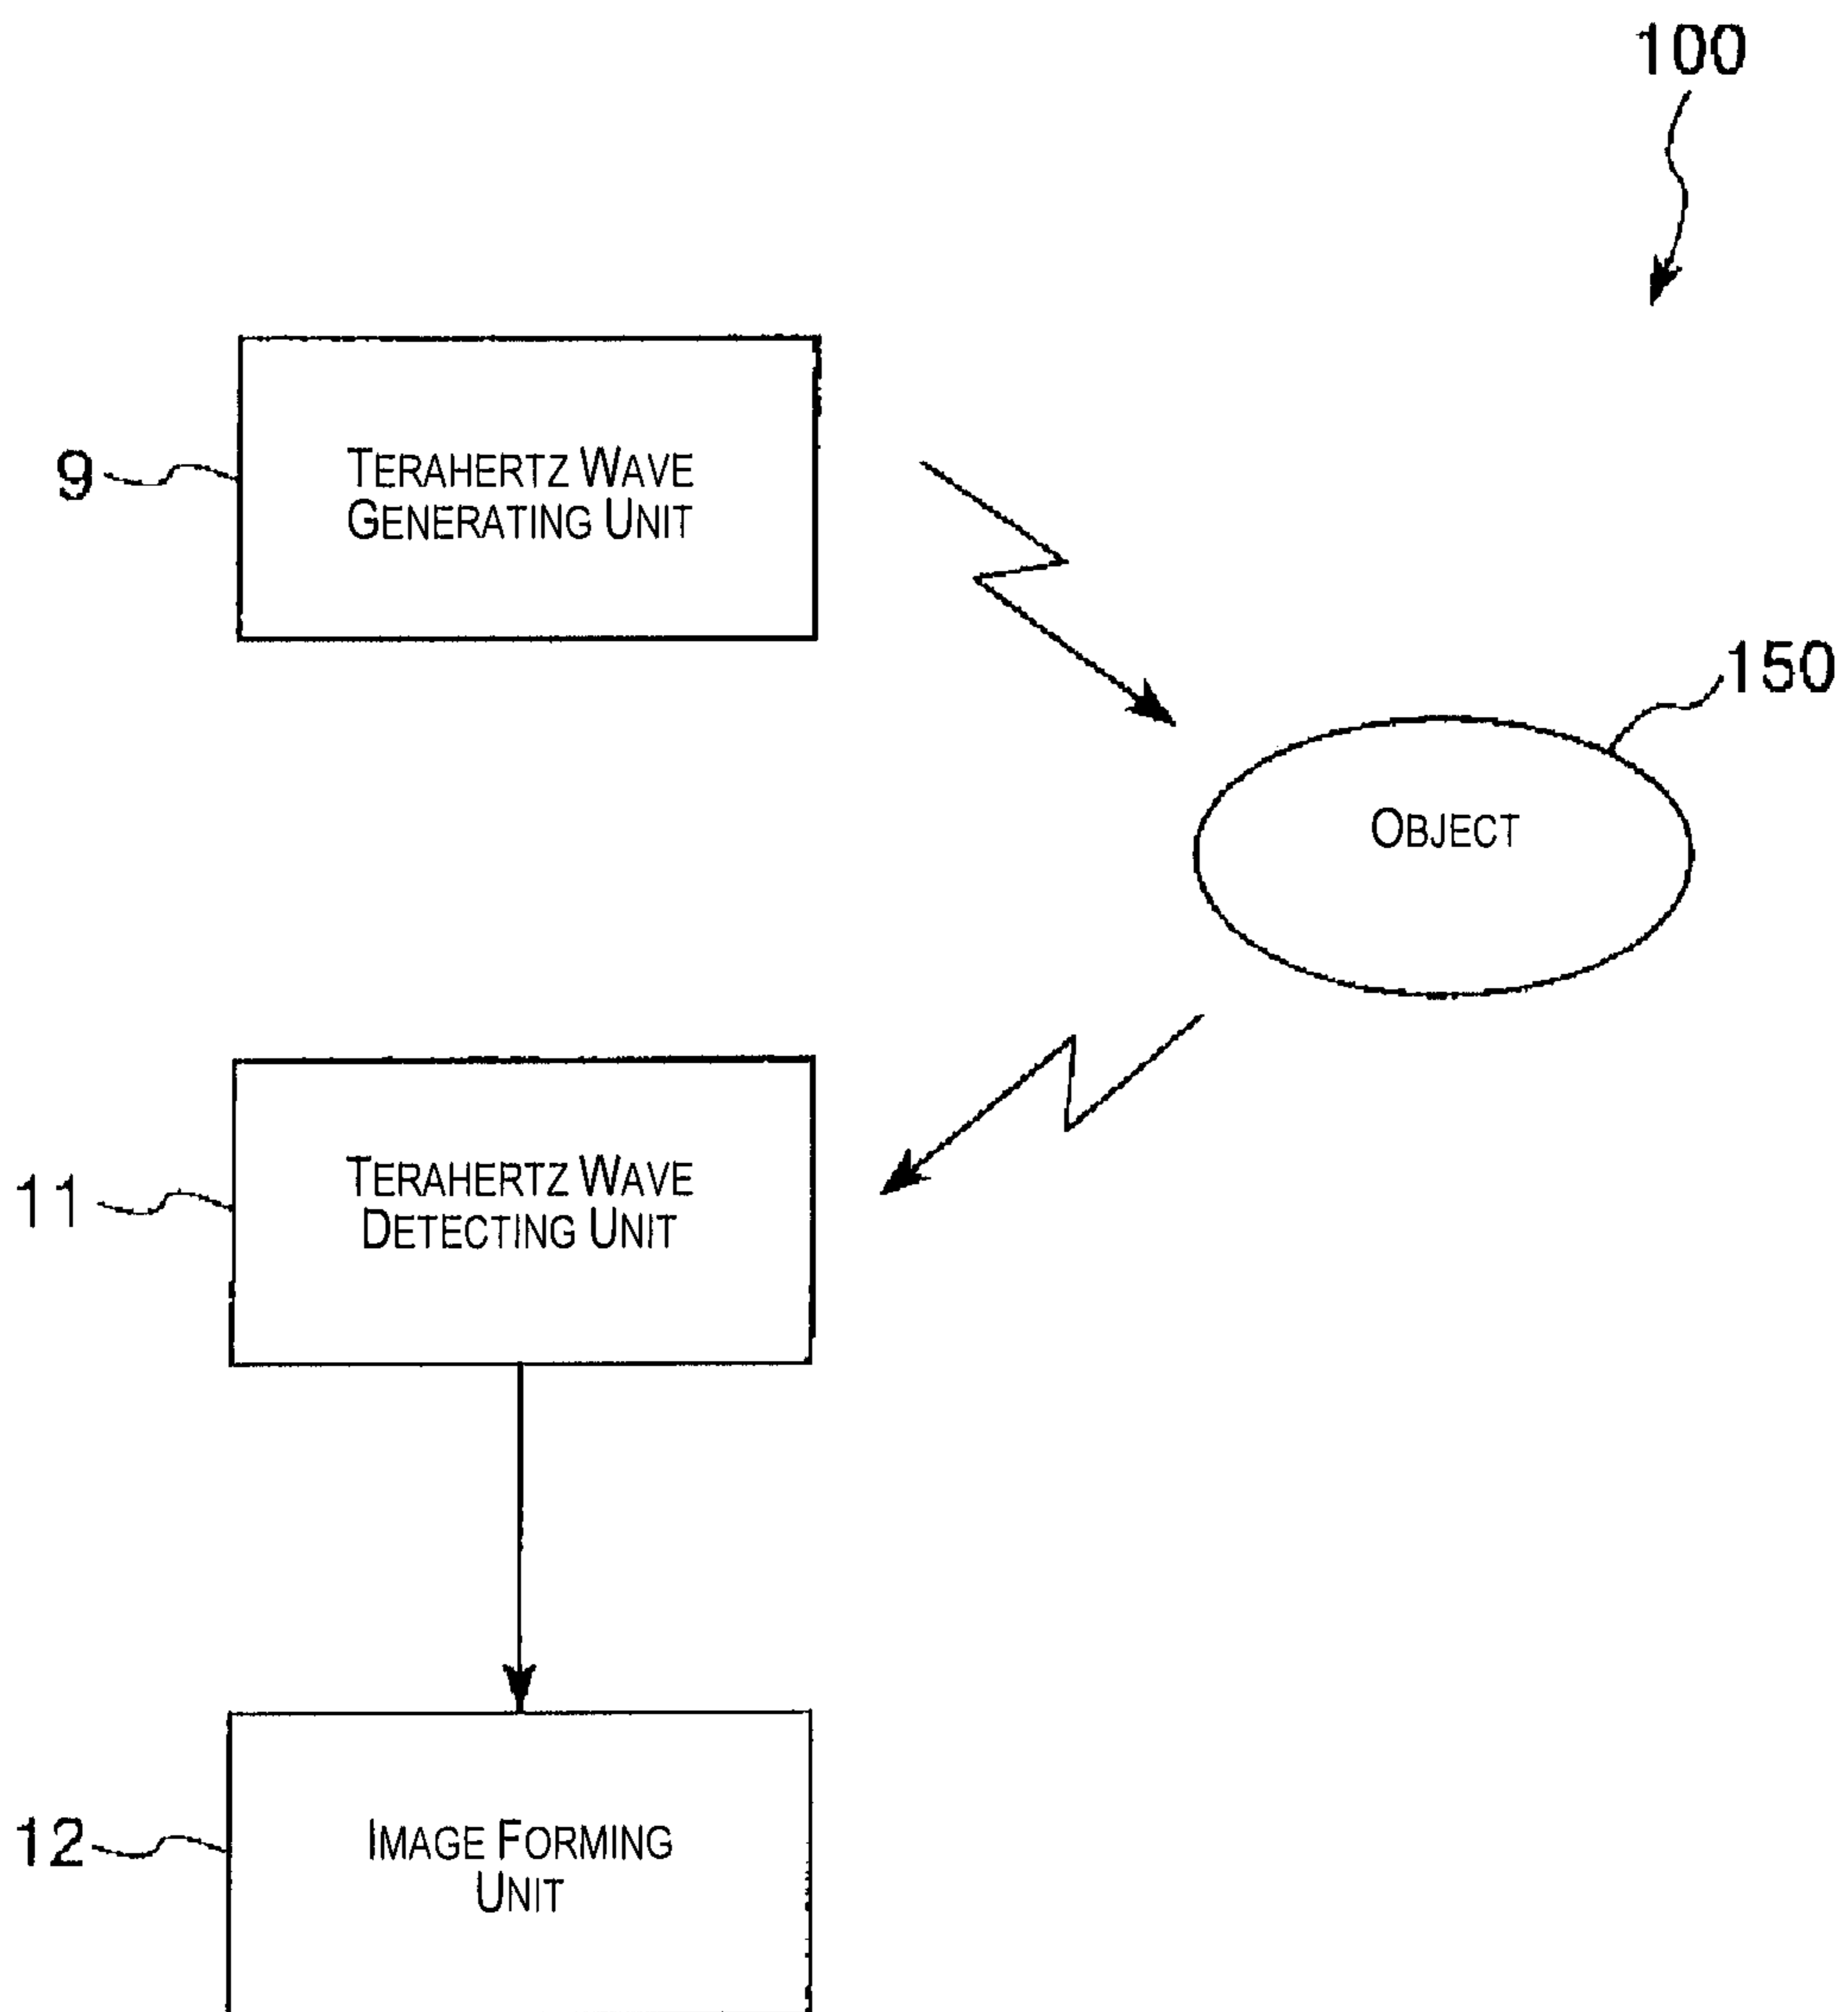 100
9
TERAHERTZ WAVE
GENERATING UNIT
150
OBJECT
11
TERAHERTZ WAVE
DETECTING UNIT
12
IMAGE FORMING
UNIT